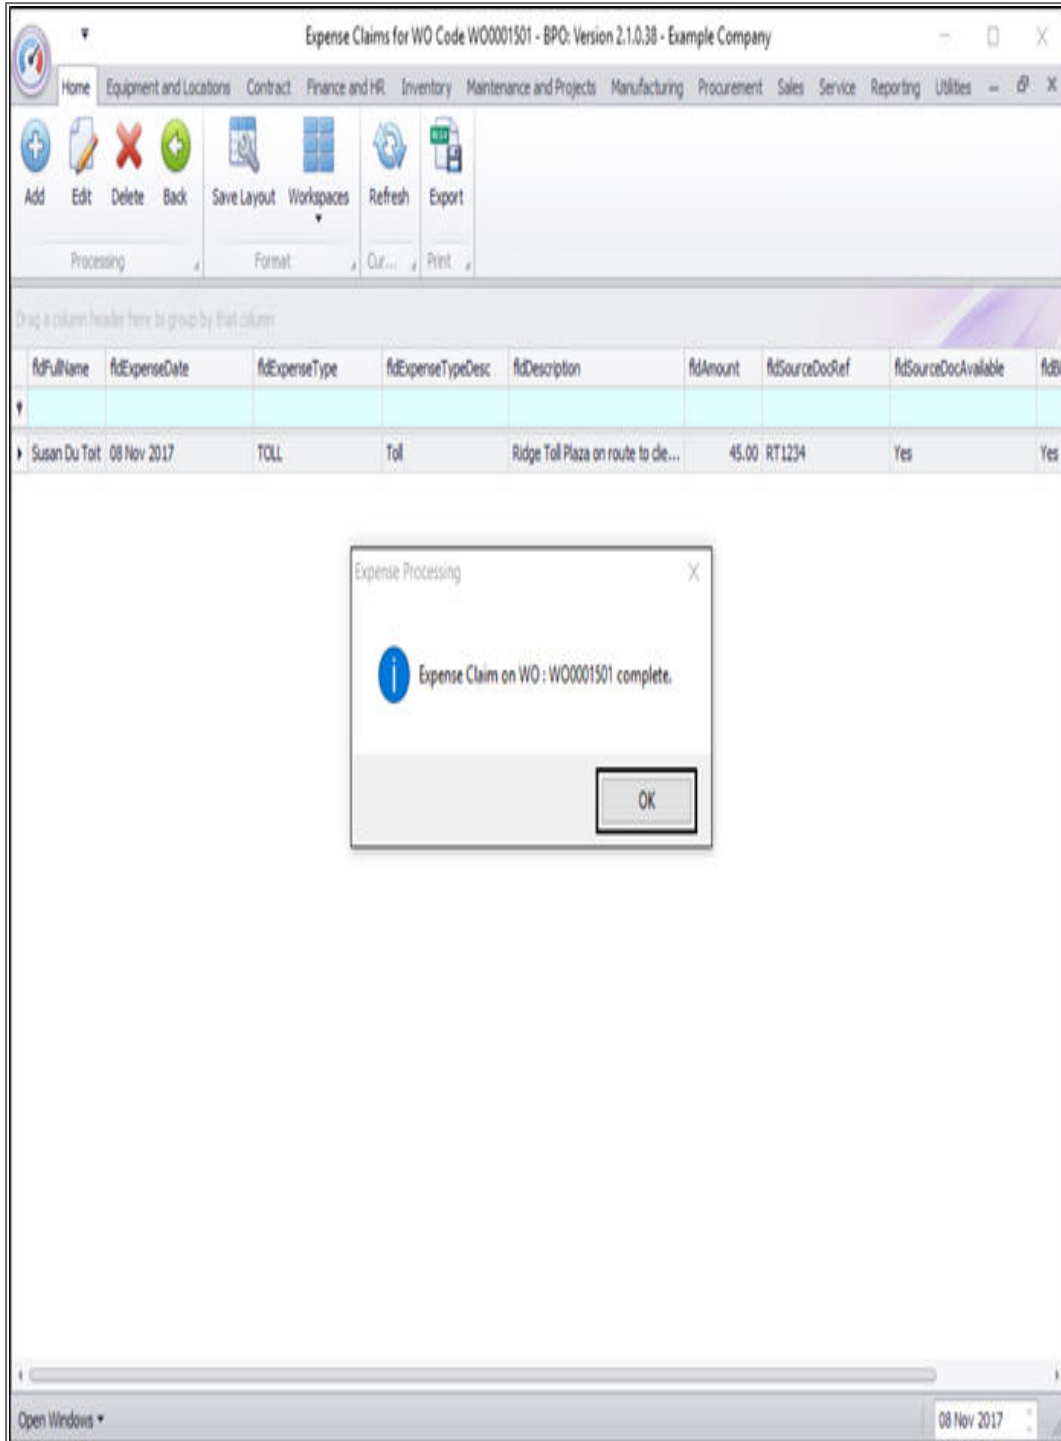 Expense Claims for WO Code WO0001501 - BPO: Version 2.1.0.38 - Example Company
Home Equipment and Locations Contract Finance and HR Inventory Maintenance and Projects Manufacturing Procurement Sales Service Reporting Utilities
Add Edit Delete Back Save Layout Workspaces Refresh Export
Processing Format Cur... Print
Drag a column header here to group by that column
fldFullName fldExpenseDate fldExpenseType fldExpenseTypeDesc fldDescription fldAmount fldSourceDocRef fldSourceDocAvailable fldBi
Susan Du Toit 08 Nov 2017 TOLL Toll Ridge Toll Plaza on route to clie... 45.00 RT1234 Yes Yes
Expense Processing
Expense Claim on WO : WO0001501 complete.
OK
Open Windows 08 Nov 2017